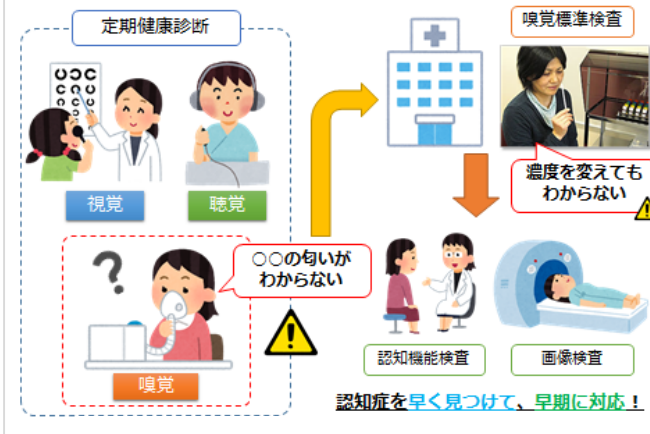 定期健康診断
視覚
聴覚
○○の匂いが
わからない
嗅覚
嗅覚標準検査
濃度を変えても
わからない
認知機能検査
画像検査
認知症を早く見つけて、早期に対応！